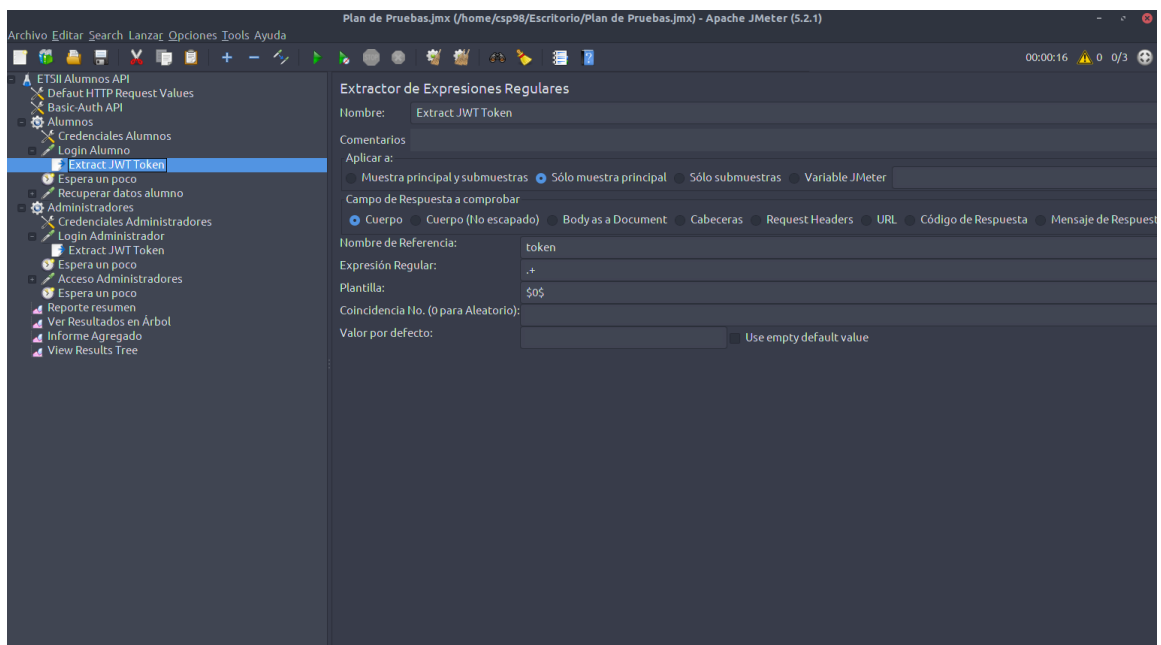 Plan de Pruebas.jmx (/home/csp98/Escritorio/Plan de Pruebas.jmx) - Apache JMeter (5.2.1)
Archivo Editar Search Lanzar Opciones Tools Ayuda
00:00:16 0 0/3
ETSII Alumnos API
Defaut HTTP Request Values
Basic-Auth API
Alumnos
Credenciales Alumnos
Login Alumno
Extract JWT Token
Espera un poco
Recuperar datos alumno
Administradores
Credenciales Administradores
Login Administrador
Extract JWT Token
Espera un poco
Acceso Administradores
Espera un poco
Reporte resumen
Ver Resultados en Árbol
Informe Agregado
View Results Tree
Extractor de Expresiones Regulares
Nombre: Extract JWT Token
Comentarios
Aplicar a:
Muestra principal y submuestras Sólo muestra principal Sólo submuestras Variable JMeter
Campo de Respuesta a comprobar
Cuerpo Cuerpo (No escapado) Body as a Document Cabeceras Request Headers URL Código de Respuesta Mensaje de Respuest
Nombre de Referencia: token
Expresión Regular: .+
Plantilla: $0$
Coincidencia No. (0 para Aleatorio):
Valor por defecto: Use empty default value